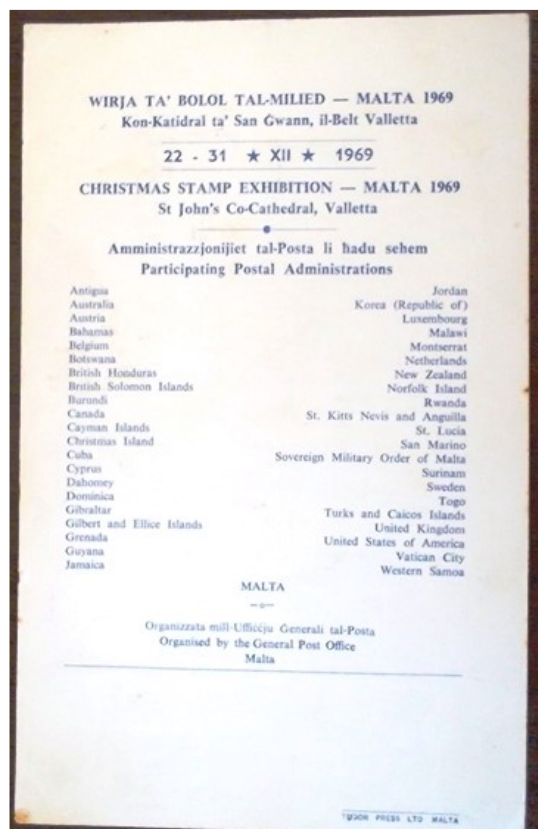 WIRJA TA' BOLOL TAL-MILIED — MALTA 1969
Kon-Katidral ta' San Ġwann, il-Belt Valletta
22 - 31 ★ XII ★ 1969
CHRISTMAS STAMP EXHIBITION — MALTA 1969
St John's Co-Cathedral, Valletta
Amministrazzjonijiet tal-Posta li ħadu sehem
Participating Postal Administrations
Antigua
Australia
Austria
Bahamas
Belgium
Botswana
British Honduras
British Solomon Islands
Burundi
Canada
Cayman Islands
Christmas Island
Cuba
Cyprus
Dahomey
Dominica
Gibraltar
Gilbert and Ellice Islands
Grenada
Guyana
Jamaica
Jordan
Korea (Republic of)
Luxembourg
Malawi
Montserrat
Netherlands
New Zealand
Norfolk Island
Rwanda
St. Kitts Nevis and Anguilla
St. Lucia
San Marino
Sovereign Military Order of Malta
Surinam
Sweden
Togo
Turks and Caicos Islands
United Kingdom
United States of America
Vatican City
Western Samoa
MALTA
Organizzata mill-Uffiċċju Ġenerali tal-Posta
Organised by the General Post Office
Malta
PRESS LTD MALTA